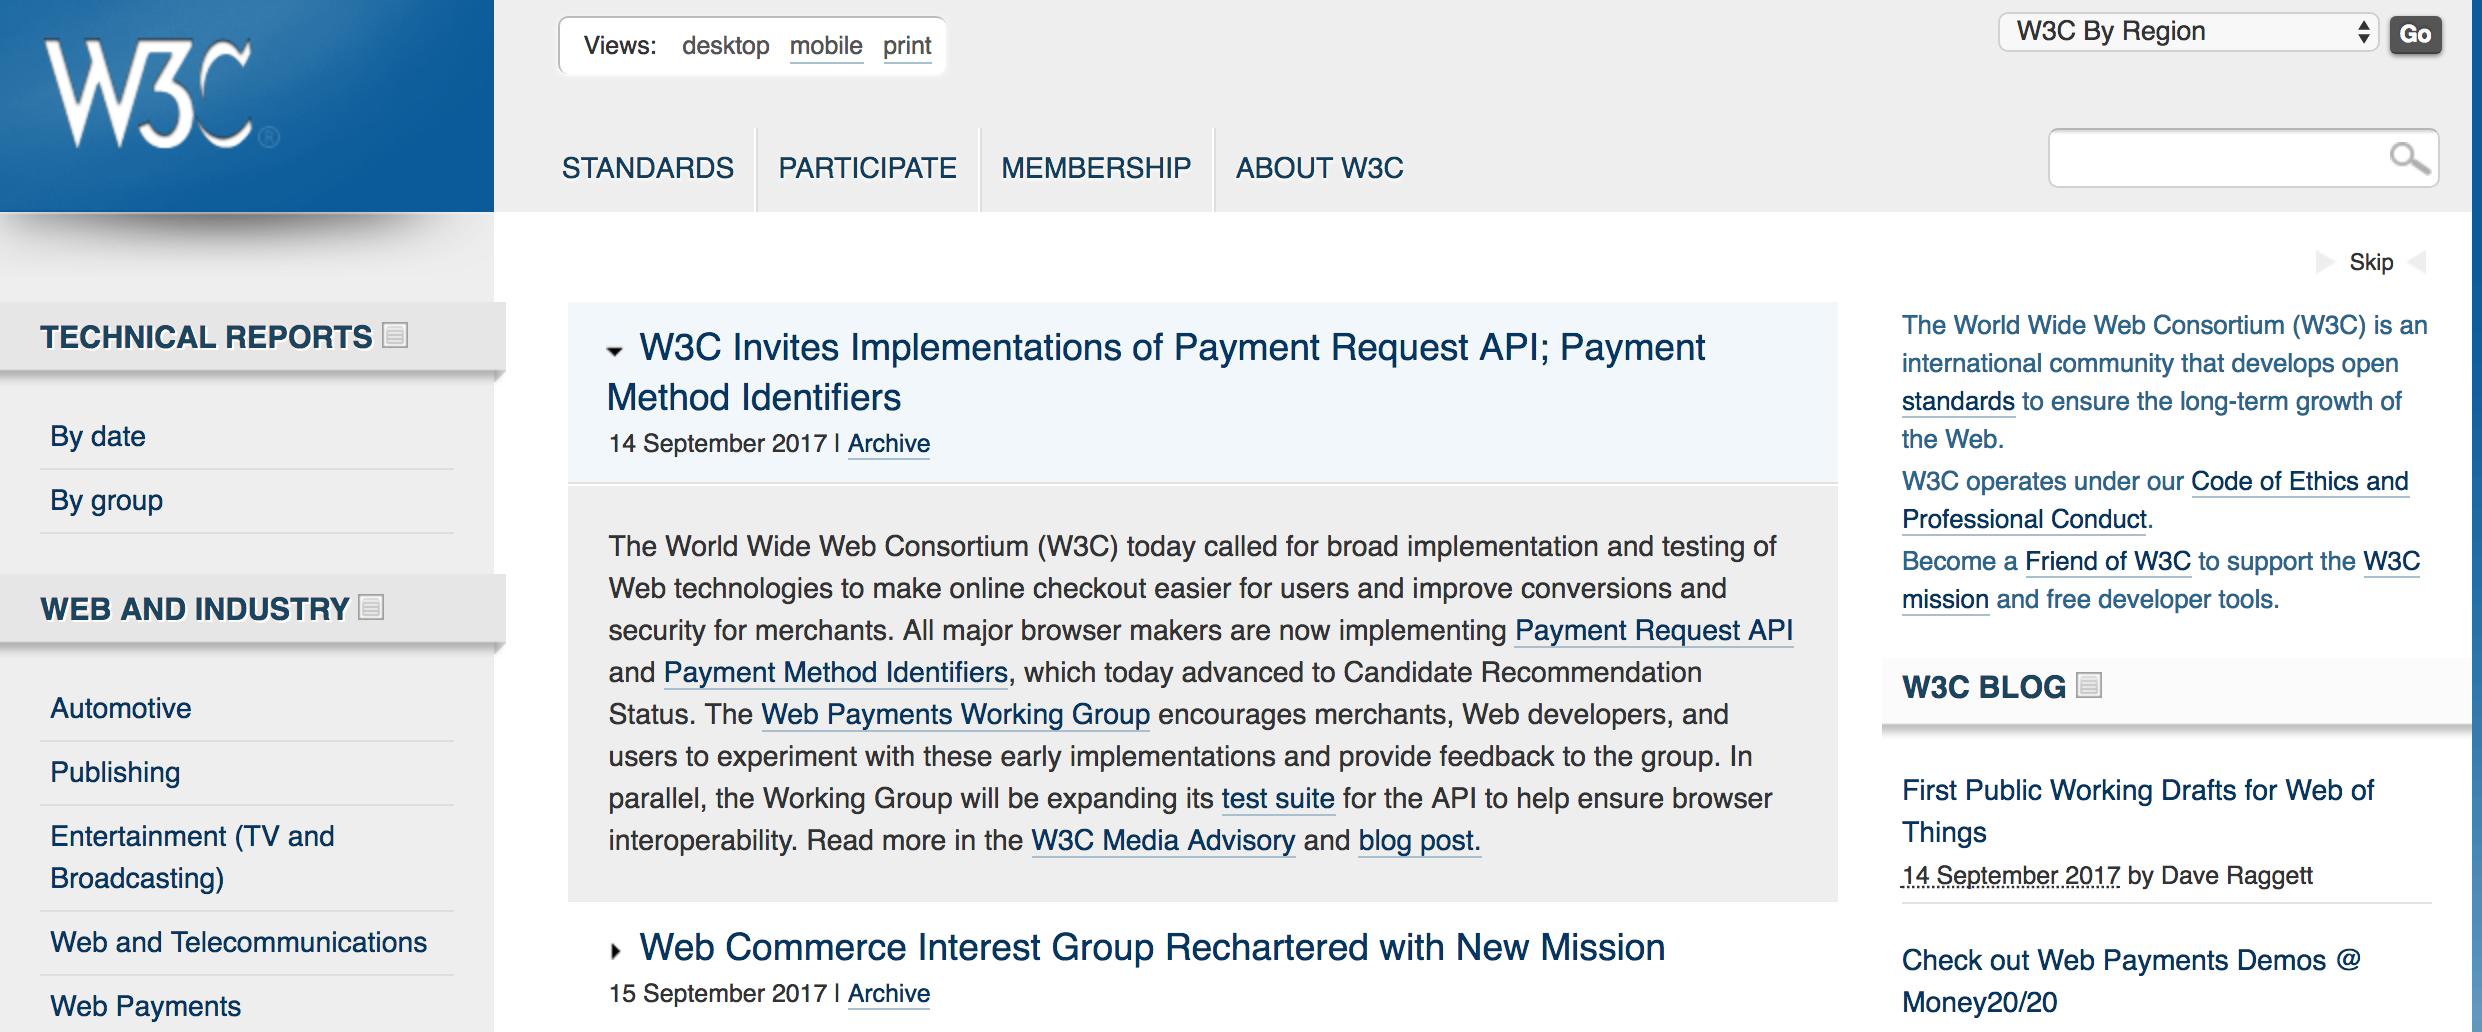 W3C®
Views: desktop mobile print
W3C By Region
Go
STANDARDS
PARTICIPATE
MEMBERSHIP
ABOUT W3C
Skip
TECHNICAL REPORTS
By date
By group
WEB AND INDUSTRY
Automotive
Publishing
Entertainment (TV and
Broadcasting)
Web and Telecommunications
Web Payments
W3C Invites Implementations of Payment Request API; Payment
Method Identifiers
14 September 2017 | Archive
The World Wide Web Consortium (W3C) today called for broad implementation and testing of
Web technologies to make online checkout easier for users and improve conversions and
security for merchants. All major browser makers are now implementing Payment Request API
and Payment Method Identifiers, which today advanced to Candidate Recommendation
Status. The Web Payments Working Group encourages merchants, Web developers, and
users to experiment with these early implementations and provide feedback to the group. In
parallel, the Working Group will be expanding its test suite for the API to help ensure browser
interoperability. Read more in the W3C Media Advisory and blog post.
Web Commerce Interest Group Rechartered with New Mission
15 September 2017 | Archive
The World Wide Web Consortium (W3C) is an
international community that develops open
standards to ensure the long-term growth of
the Web.
W3C operates under our Code of Ethics and
Professional Conduct.
Become a Friend of W3C to support the W3C
mission and free developer tools.
W3C BLOG
First Public Working Drafts for Web of
Things
14 September 2017 by Dave Raggett
Check out Web Payments Demos @
Money20/20